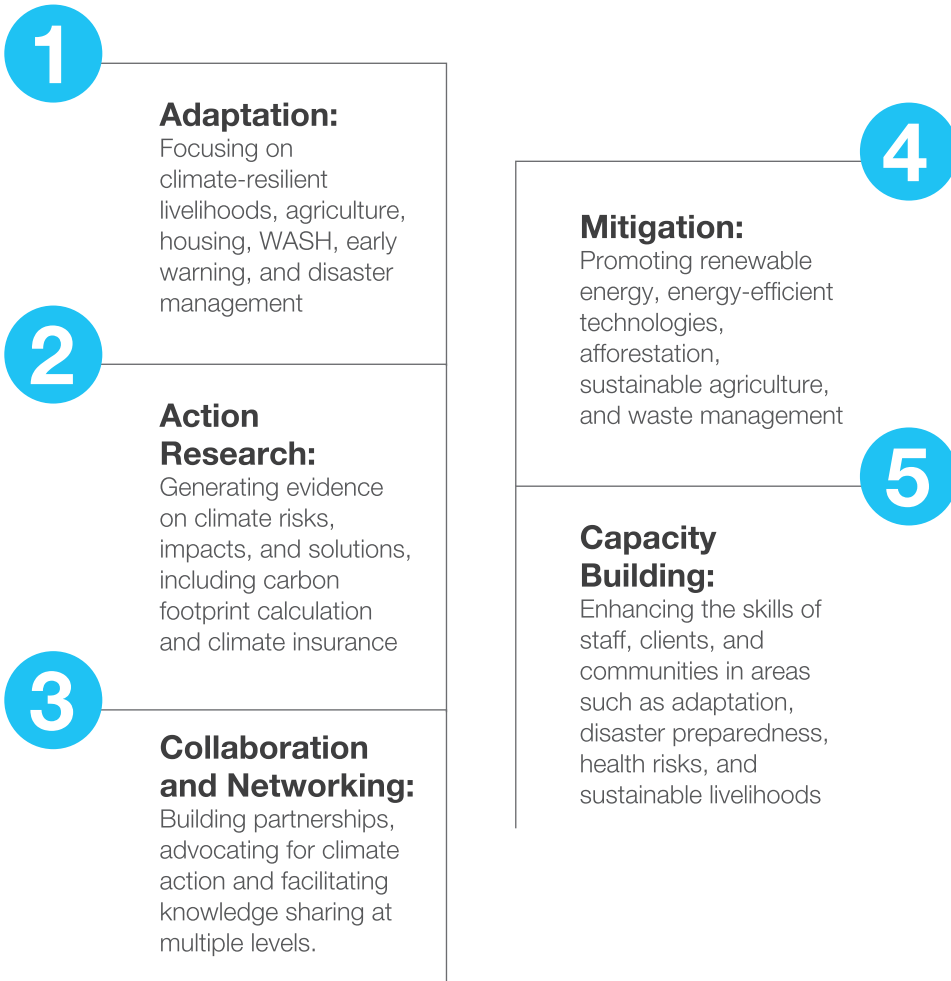 1
Adaptation:
Focusing on
climate-resilient
livelihoods, agriculture,
housing, WASH, early
warning, and disaster
management
2
Action
Research:
Generating evidence
on climate risks,
impacts, and solutions,
including carbon
footprint calculation
and climate insurance
3
Collaboration
and Networking:
Building partnerships,
advocating for climate
action and facilitating
knowledge sharing at
multiple levels.
4
Mitigation:
Promoting renewable
energy, energy-efficient
technologies,
afforestation,
sustainable agriculture,
and waste management
5
Capacity
Building:
Enhancing the skills of
staff, clients, and
communities in areas
such as adaptation,
disaster preparedness,
health risks, and
sustainable livelihoods